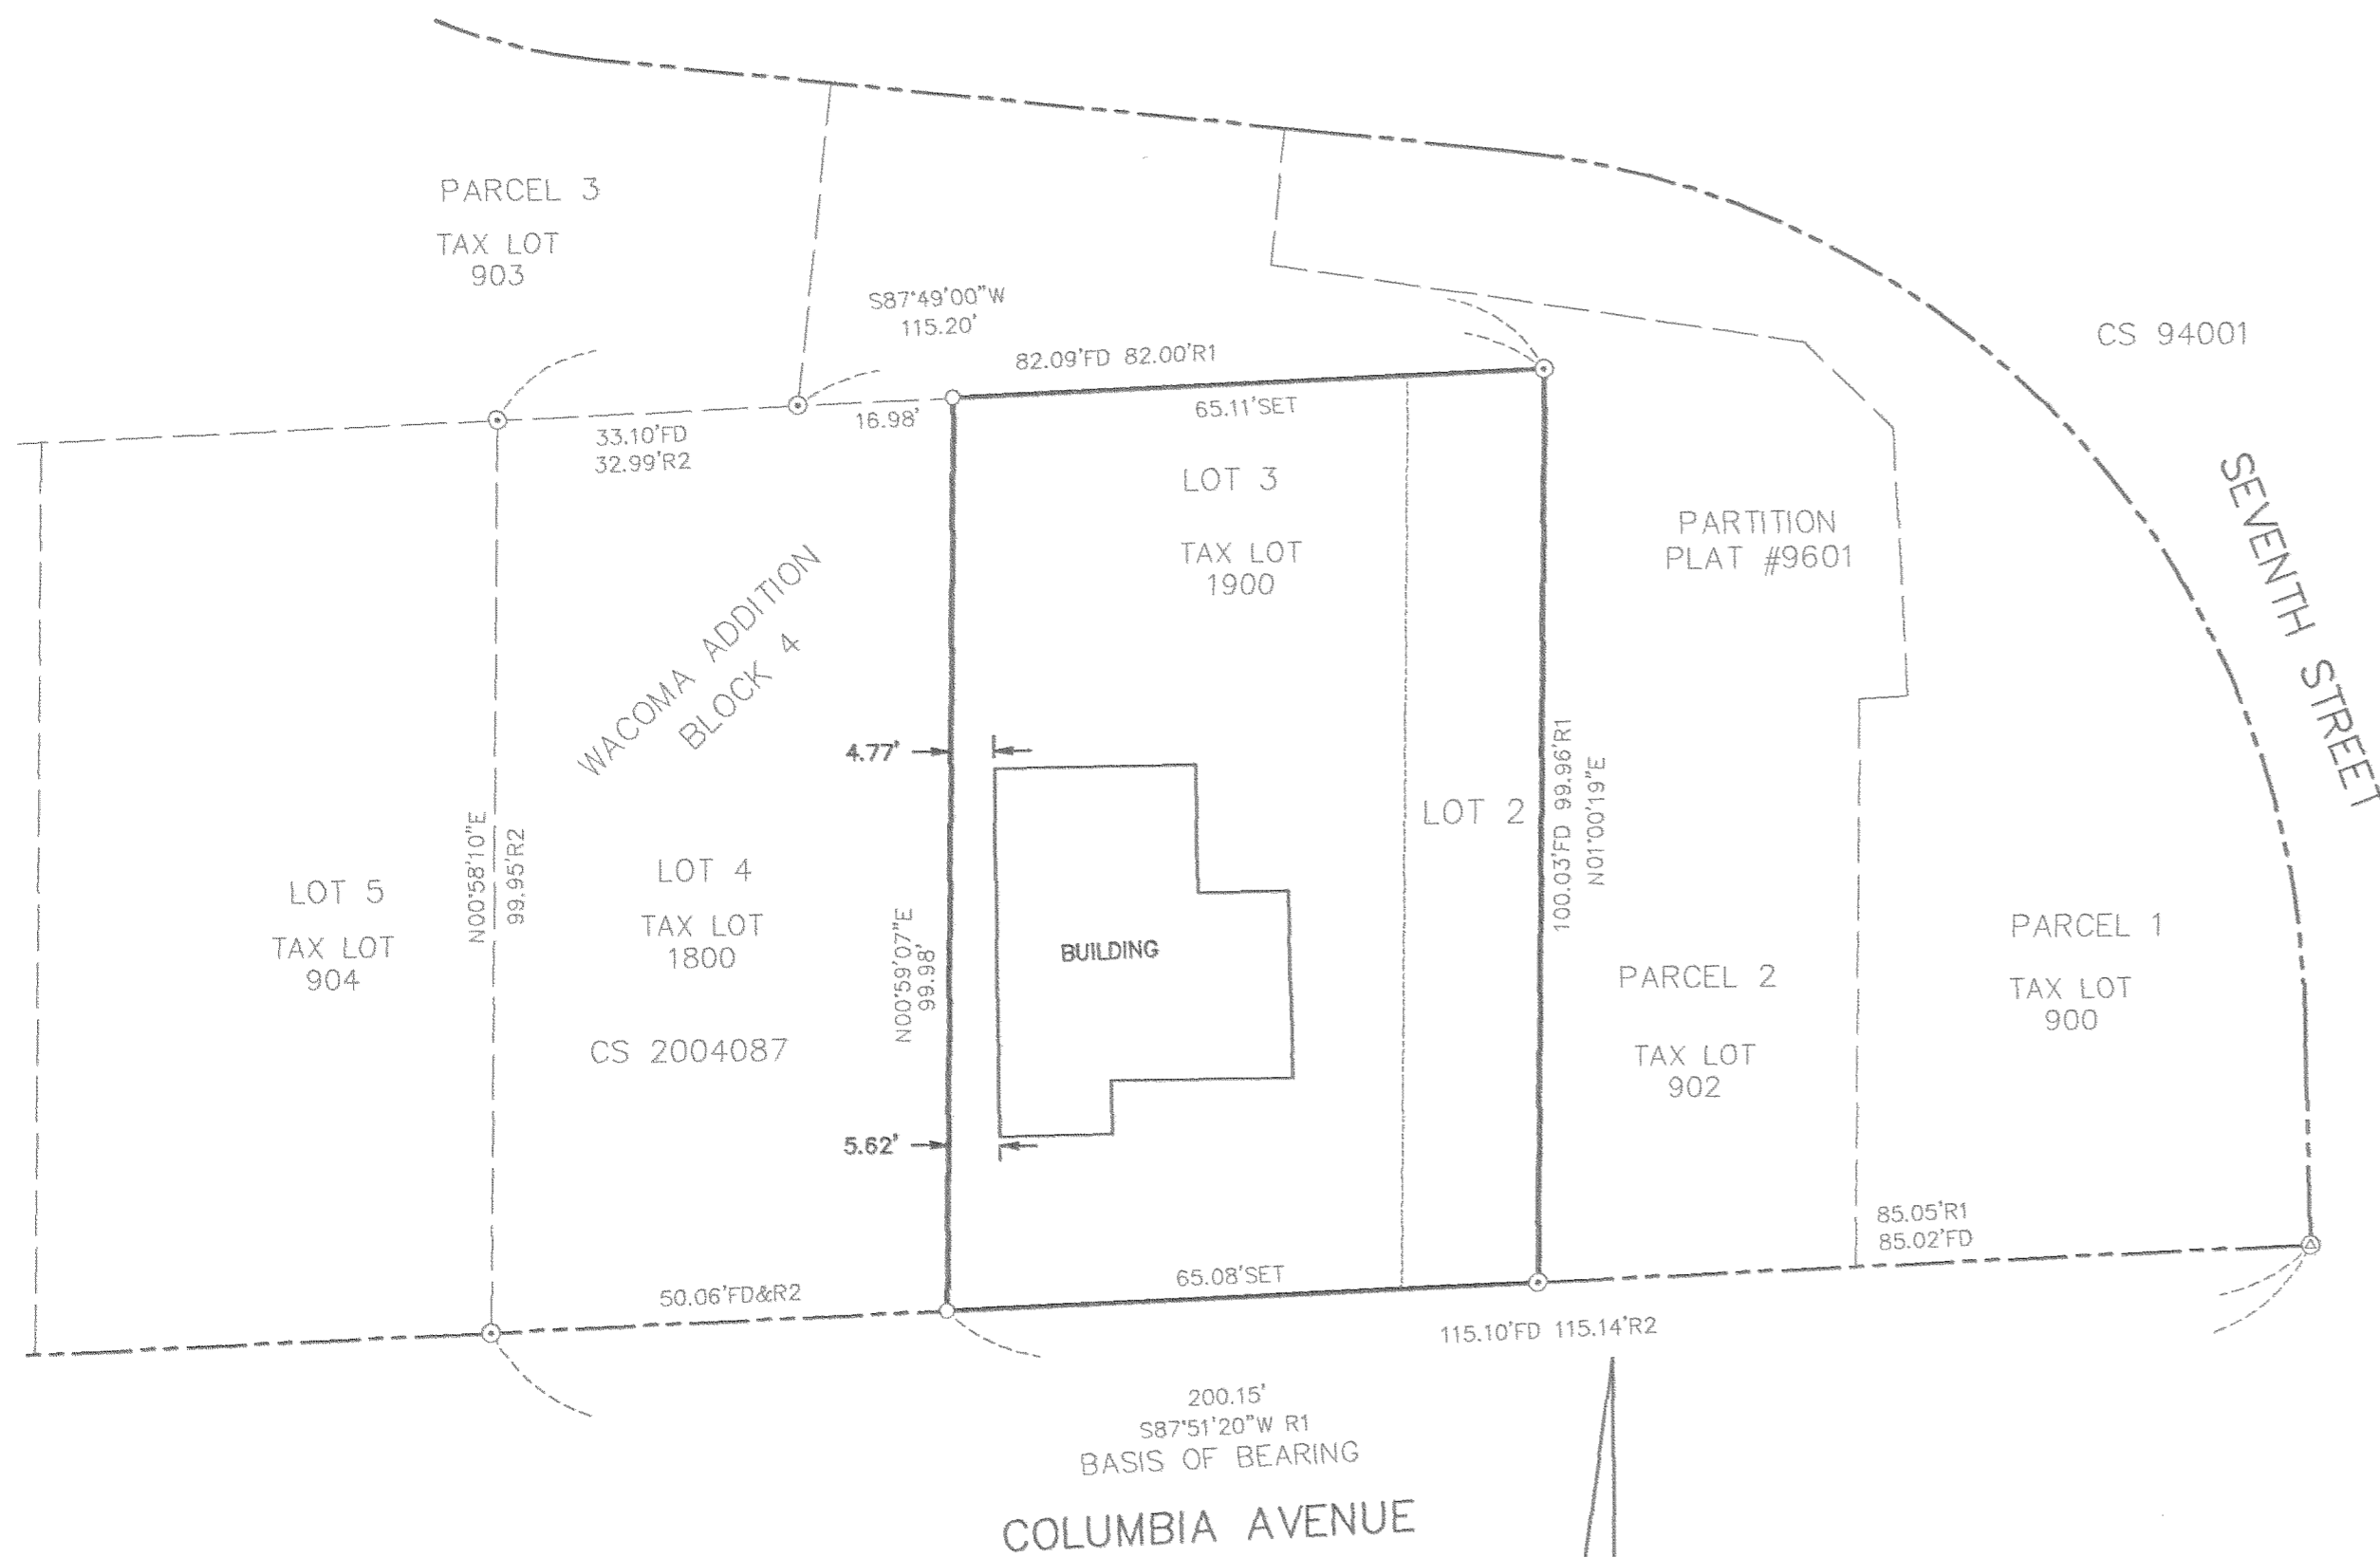 PARCEL 3
TAX LOT
903
S87°49'00"W
115.20'
82.09'FD 82.00'R1
CS 94001
33.10'FD
32.99'R2
16.98'
65.11'SET
LOT 3
TAX LOT
1900
PARTITION
PLAT #9601
SEVENTH STREET
WACOMA ADDITION
BLOCK 4
4.77'
LOT 2
100.03'FD 99.96'R1
N01°00'19"E
N00°58'10"E
99.95'R2
LOT 5
TAX LOT
904
LOT 4
TAX LOT
1800
CS 2004087
N00°59'07"E
99.98'
BUILDING
PARCEL 2
TAX LOT
902
PARCEL 1
TAX LOT
900
5.62'
85.05'R1
85.02'FD
50.06'FD&R2
65.08'SET
115.10'FD 115.14'R2
200.15'
S87°51'20"W R1
BASIS OF BEARING
COLUMBIA AVENUE